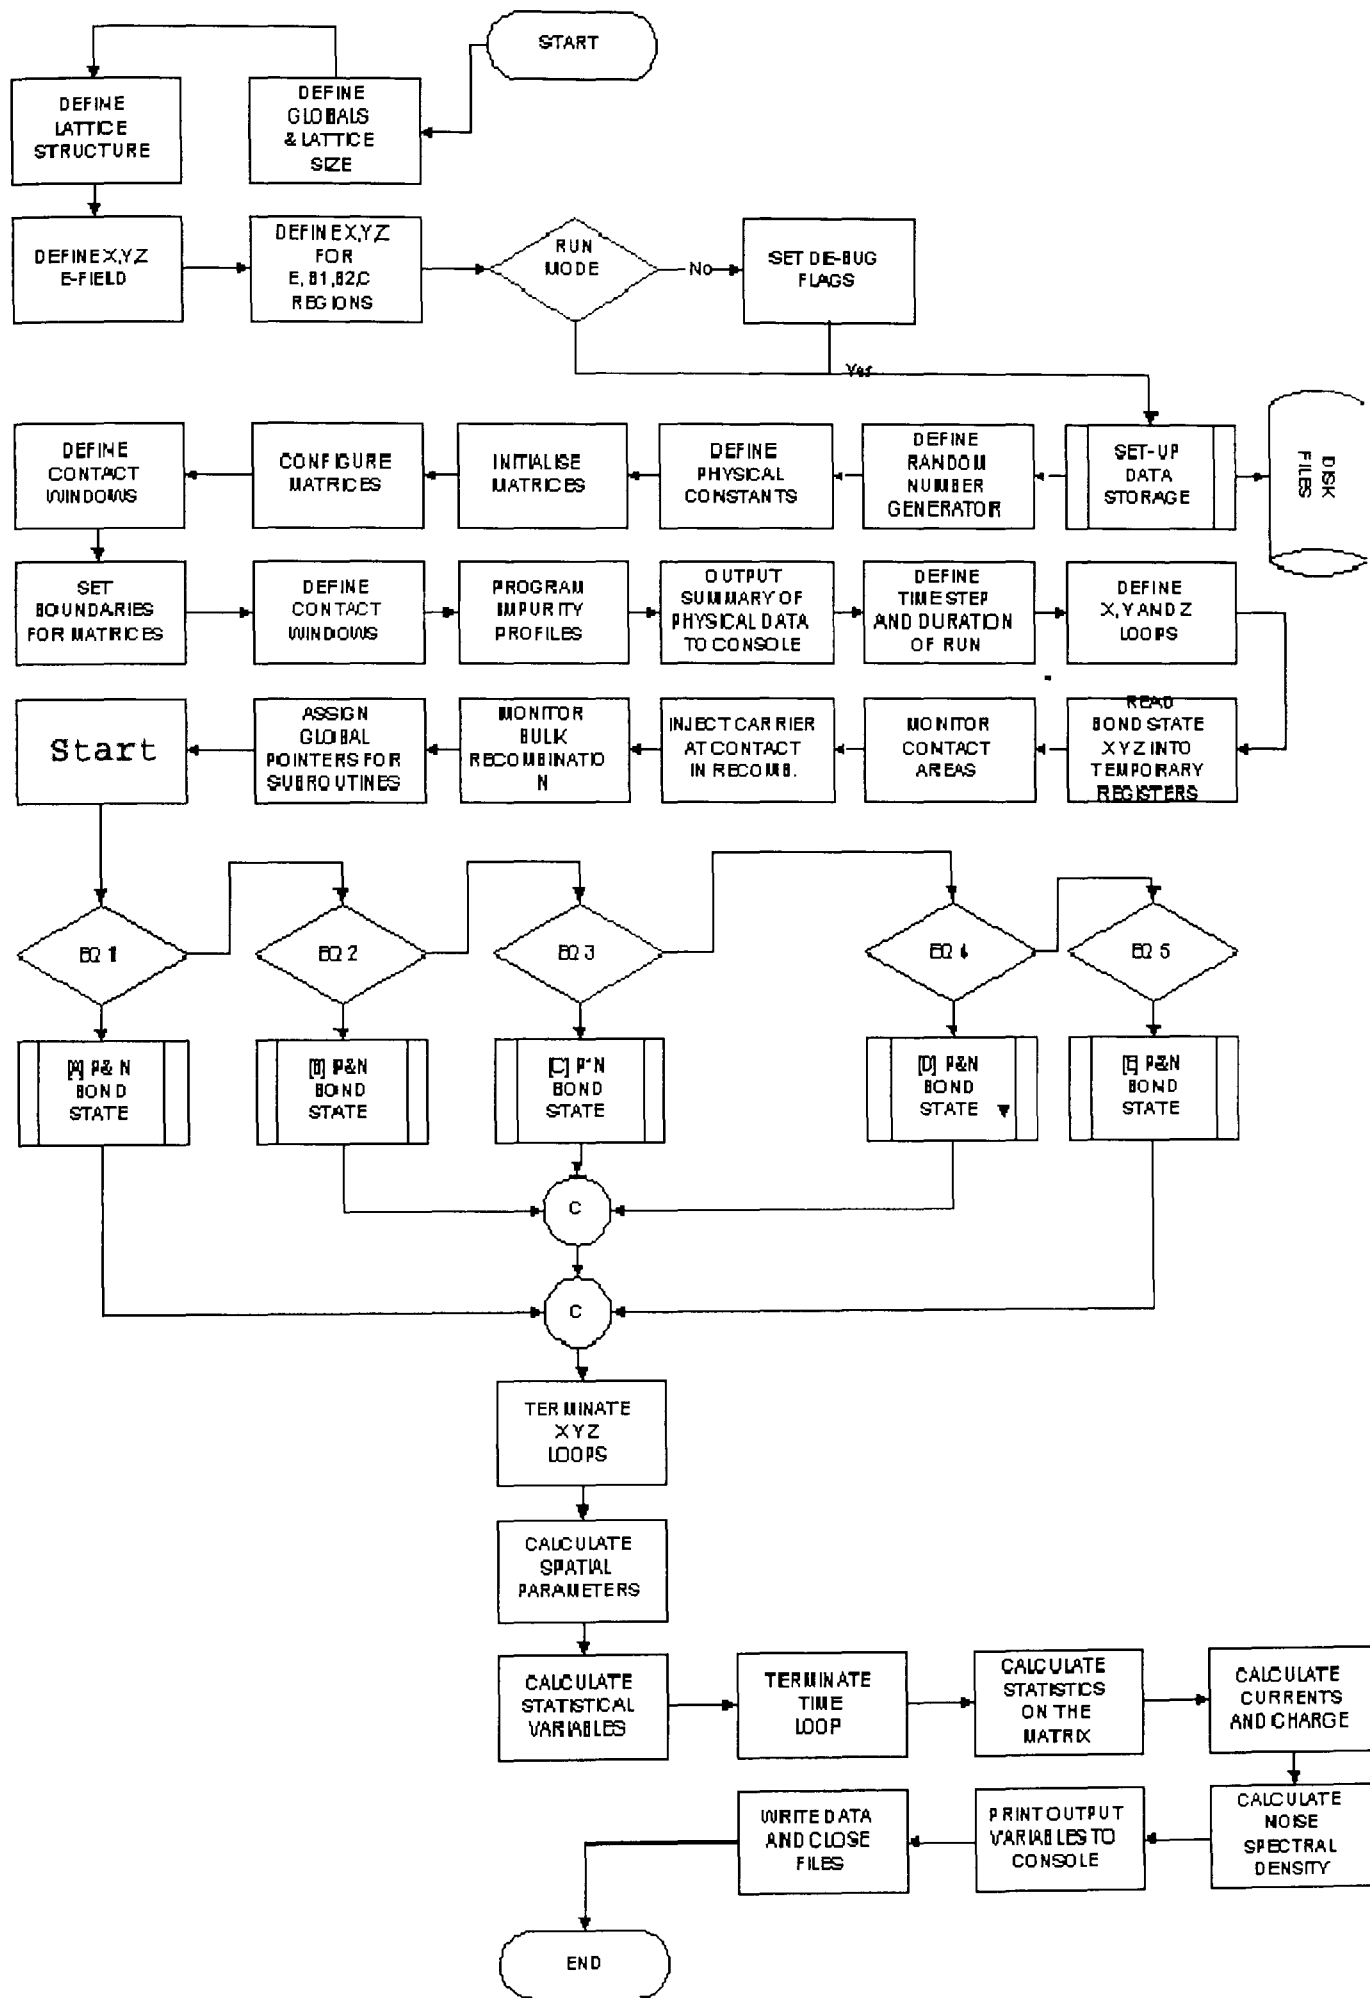 START
DEFINE
GLOBALS
& LATTICE
SIZE
DEFINE
LATTICE
STRUCTURE
DEFINE X,Y,Z
E-FIELD
DEFINE X,Y,Z
FOR
E, B1, B2,C
REGIONS
RUN
MODE
No
SET DE-BUG
FLAGS
Yes
SET-UP
DATA
STORAGE
DISK
FILES
DEFINE
RANDOM
NUMBER
GENERATOR
DEFINE
PHYSICAL
CONSTANTS
INITIALISE
MATRICES
CONFIGURE
MATRICES
DEFINE
CONTACT
WINDOWS
SET
BOUNDARIES
FOR MATRICES
DEFINE
CONTACT
WINDOWS
PROGRAM
IMPURITY
PROFILES
OUTPUT
SUMMARY OF
PHYSICAL DATA
TO CONSOLE
DEFINE
TIME STEP
AND DURATION
OF RUN
DEFINE
X, Y AND Z
LOOPS
READ
BOND STATE
XYZ INTO
TEMPORARY
REGISTERS
MONITOR
CONTACT
AREAS
INJECT CARRIER
AT CONTACT
IN RECOMB.
MONITOR
BULK
RECOMBINATIO
N
ASSIGN
GLOBAL
POINTERS FOR
SUBROUTINES
Start
EQ 1
EQ 2
EQ 3
EQ 4
EQ 5
[A] P& N
BOND
STATE
[B] P&N
BOND
STATE
[C] P*N
BOND
STATE
[D] P&N
BOND
STATE
[E] P&N
BOND
STATE
C
C
TERMINATE
XYZ
LOOPS
CALCULATE
SPATIAL
PARAMETERS
CALCULATE
STATISTICAL
VARIABLES
TERMINATE
TIME
LOOP
CALCULATE
STATISTICS
ON THE
MATRIX
CALCULATE
CURRENTS
AND CHARGE
CALCULATE
NOISE
SPECTRAL
DENSITY
PRINT OUTPUT
VARIABLES TO
CONSOLE
WRITE DATA
AND CLOSE
FILES
END